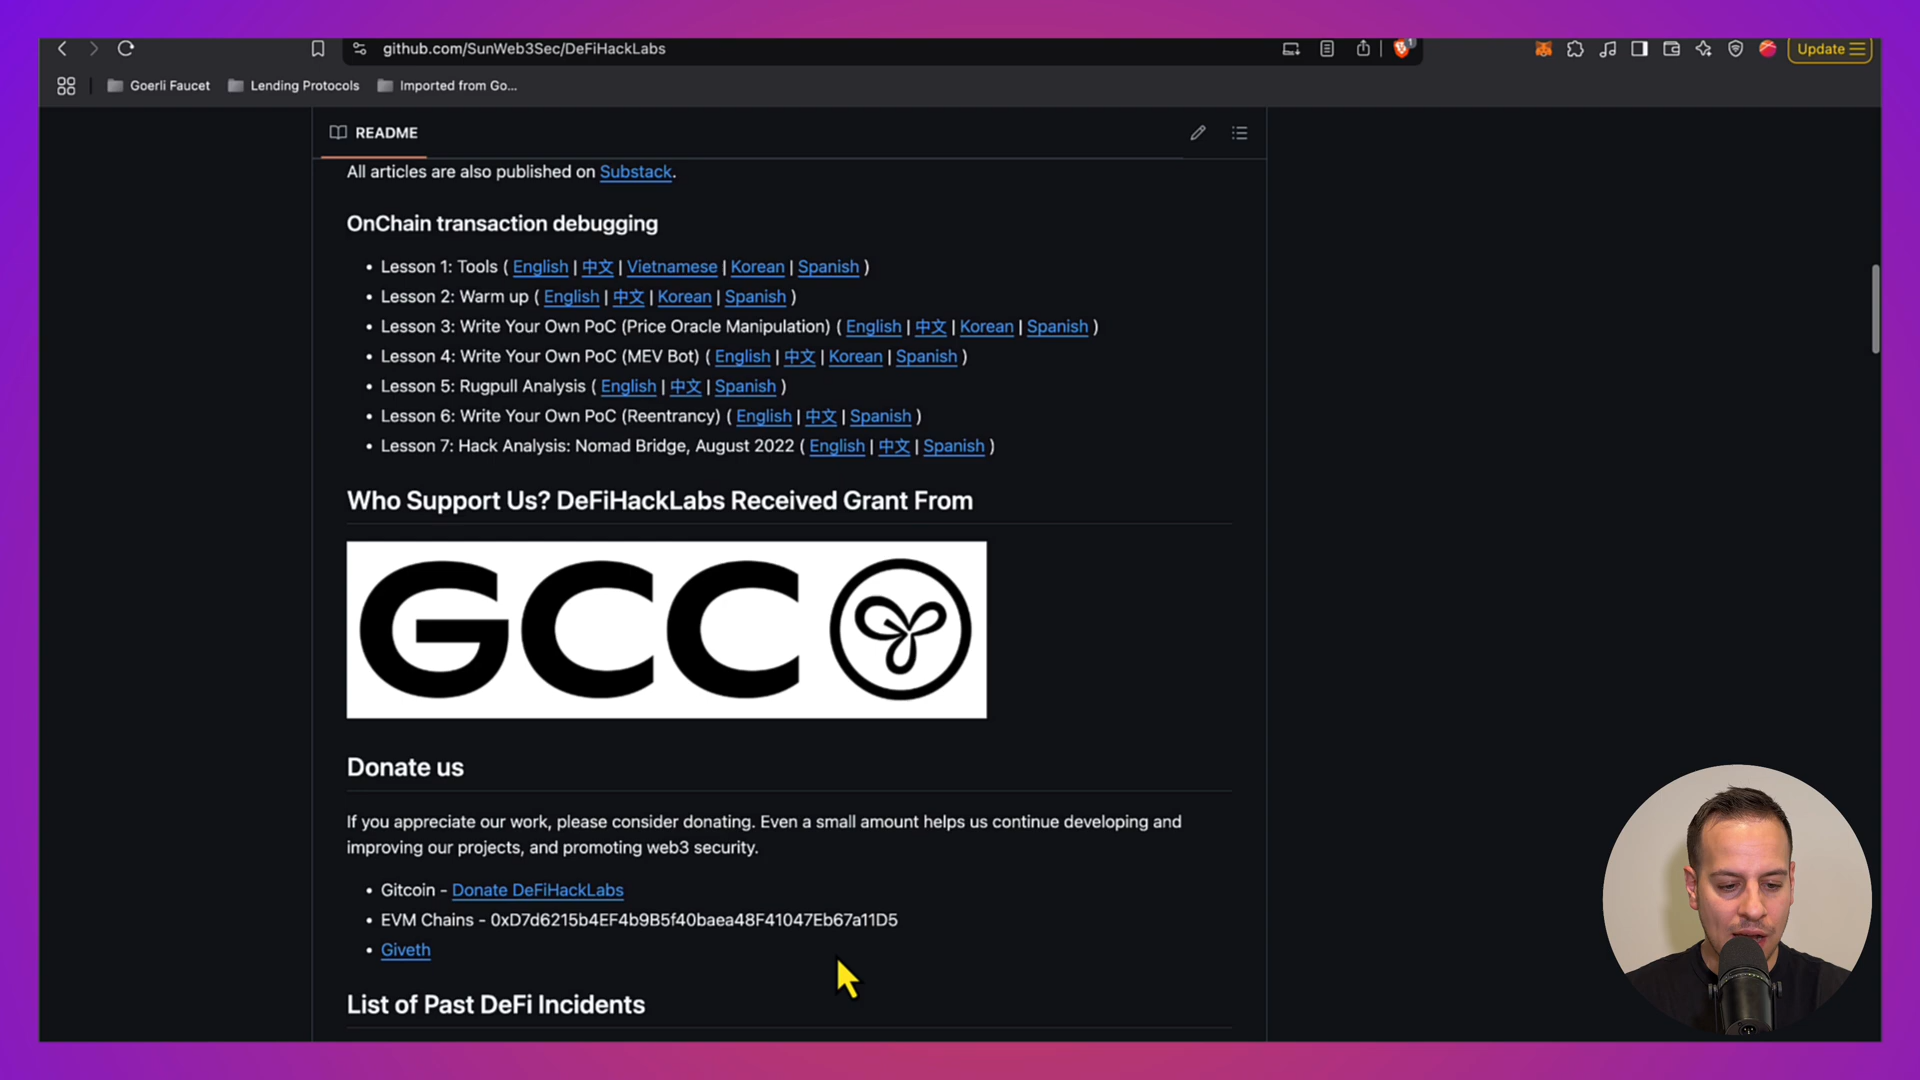 github.com/SunWeb3Sec/DeFiHackLabs
1
Update
Goerli Faucet
Lending Protocols
Imported from Go...
README
All articles are also published on Substack.
OnChain transaction debugging
• Lesson 1: Tools ( English | 中文 | Vietnamese | Korean | Spanish )
• Lesson 2: Warm up ( English | 中文 | Korean | Spanish )
• Lesson 3: Write Your Own PoC (Price Oracle Manipulation) ( English | 中文 | Korean | Spanish )
• Lesson 4: Write Your Own PoC (MEV Bot) ( English | 中文 | Korean | Spanish )
• Lesson 5: Rugpull Analysis ( English | 中文 | Spanish )
• Lesson 6: Write Your Own PoC (Reentrancy) ( English | 中文 | Spanish )
• Lesson 7: Hack Analysis: Nomad Bridge, August 2022 ( English | 中文 | Spanish )
Who Support Us? DeFiHackLabs Received Grant From
GCC
Donate us
If you appreciate our work, please consider donating. Even a small amount helps us continue developing and
improving our projects, and promoting web3 security.
• Gitcoin - Donate DeFiHackLabs
• EVM Chains - 0xD7d6215b4EF4b9B5f40baea48F41047Eb67a11D5
• Giveth
List of Past DeFi Incidents